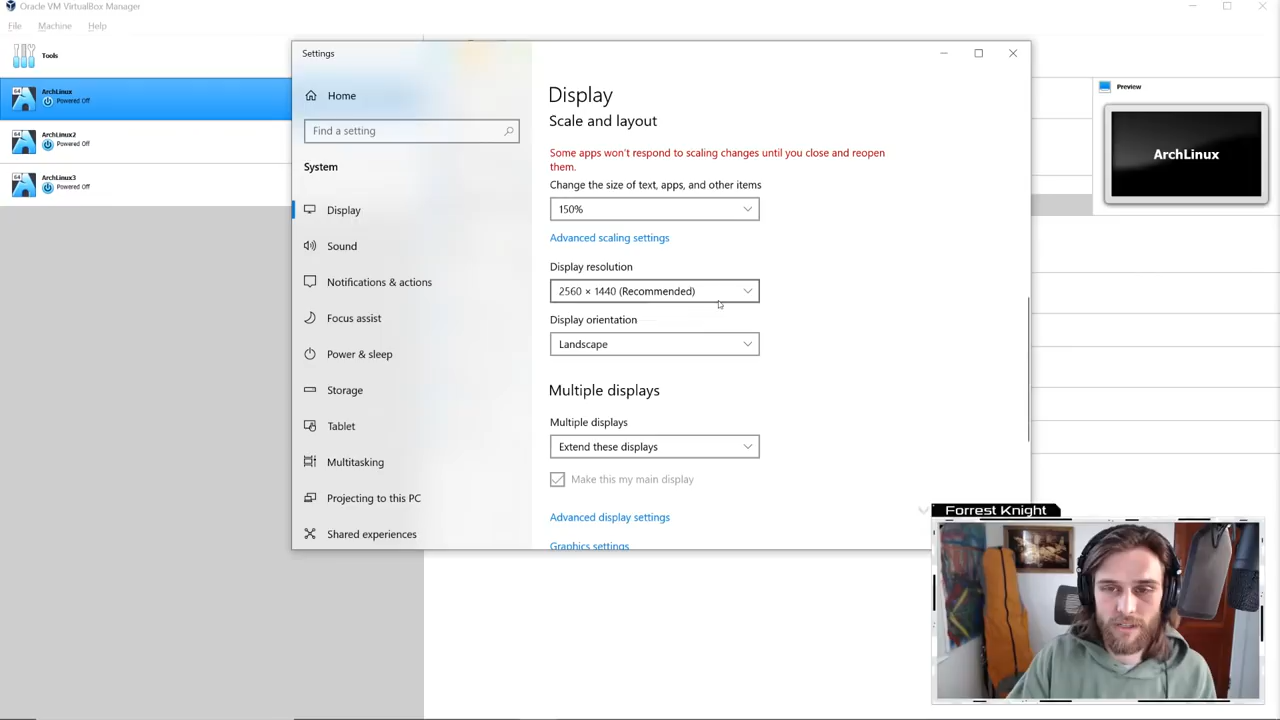 Oracle VM VirtualBox Manager
File Machine Help
Tools
ArchLinux
Powered Off
ArchLinux2
Powered Off
ArchLinux3
Powered Off
Settings
Home
Find a setting
System
Display
Sound
Notifications & actions
Focus assist
Power & sleep
Storage
Tablet
Multitasking
Projecting to this PC
Shared experiences
Display
Scale and layout
Some apps won't respond to scaling changes until you close and reopen
them.
Change the size of text, apps, and other items
150%
Advanced scaling settings
Display resolution
2560 × 1440 (Recommended)
Display orientation
Landscape
Multiple displays
Multiple displays
Extend these displays
Make this my main display
Advanced display settings
Graphics settings
Preview
ArchLinux
Forrest Knight